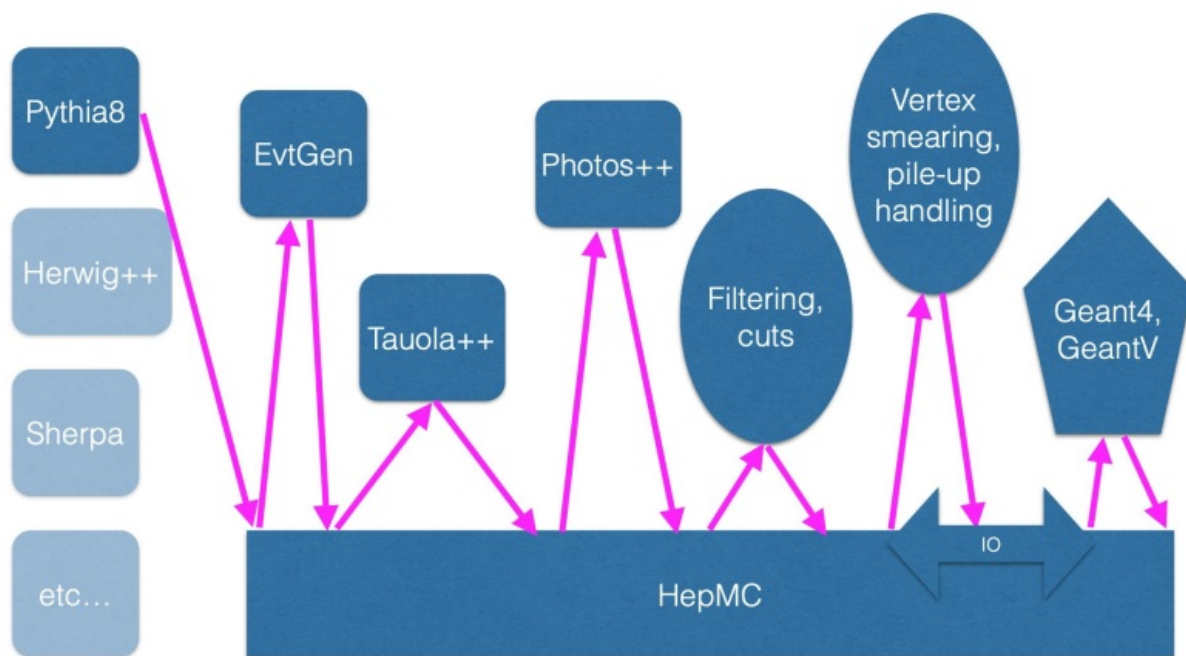 Pythia8
Herwig++
Sherpa
etc...
EvtGen
Tauola++
Photos++
Filtering,
cuts
Vertex
smearing,
pile-up
handling
Geant4,
GeantV
IO
HepMC